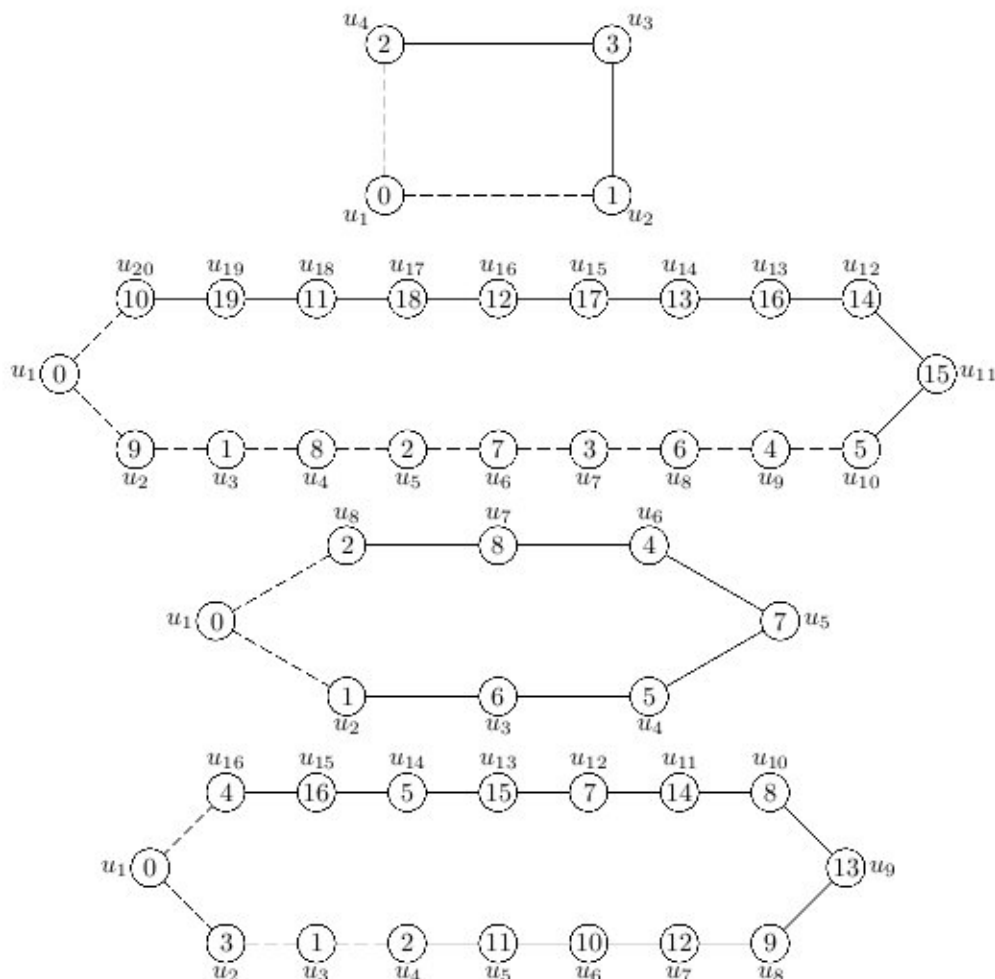 u₄ u₃
2 3
0 1
u₁ u₂
u₂₀ u₁₉ u₁₈ u₁₇ u₁₆ u₁₅ u₁₄ u₁₃ u₁₂
10 19 11 18 12 17 13 16 14
u₁ 0 15 u₁₁
9 1 8 2 7 3 6 4 5
u₂ u₃ u₄ u₅ u₆ u₇ u₈ u₉ u₁₀
u₈ u₇ u₆
2 8 4
u₁ 0 7 u₅
1 6 5
u₂ u₃ u₄
u₁₆ u₁₅ u₁₄ u₁₃ u₁₂ u₁₁ u₁₀
4 16 5 15 7 14 8
u₁ 0 13 u₉
3 1 2 11 10 12 9
u₂ u₃ u₄ u₅ u₆ u₇ u₈